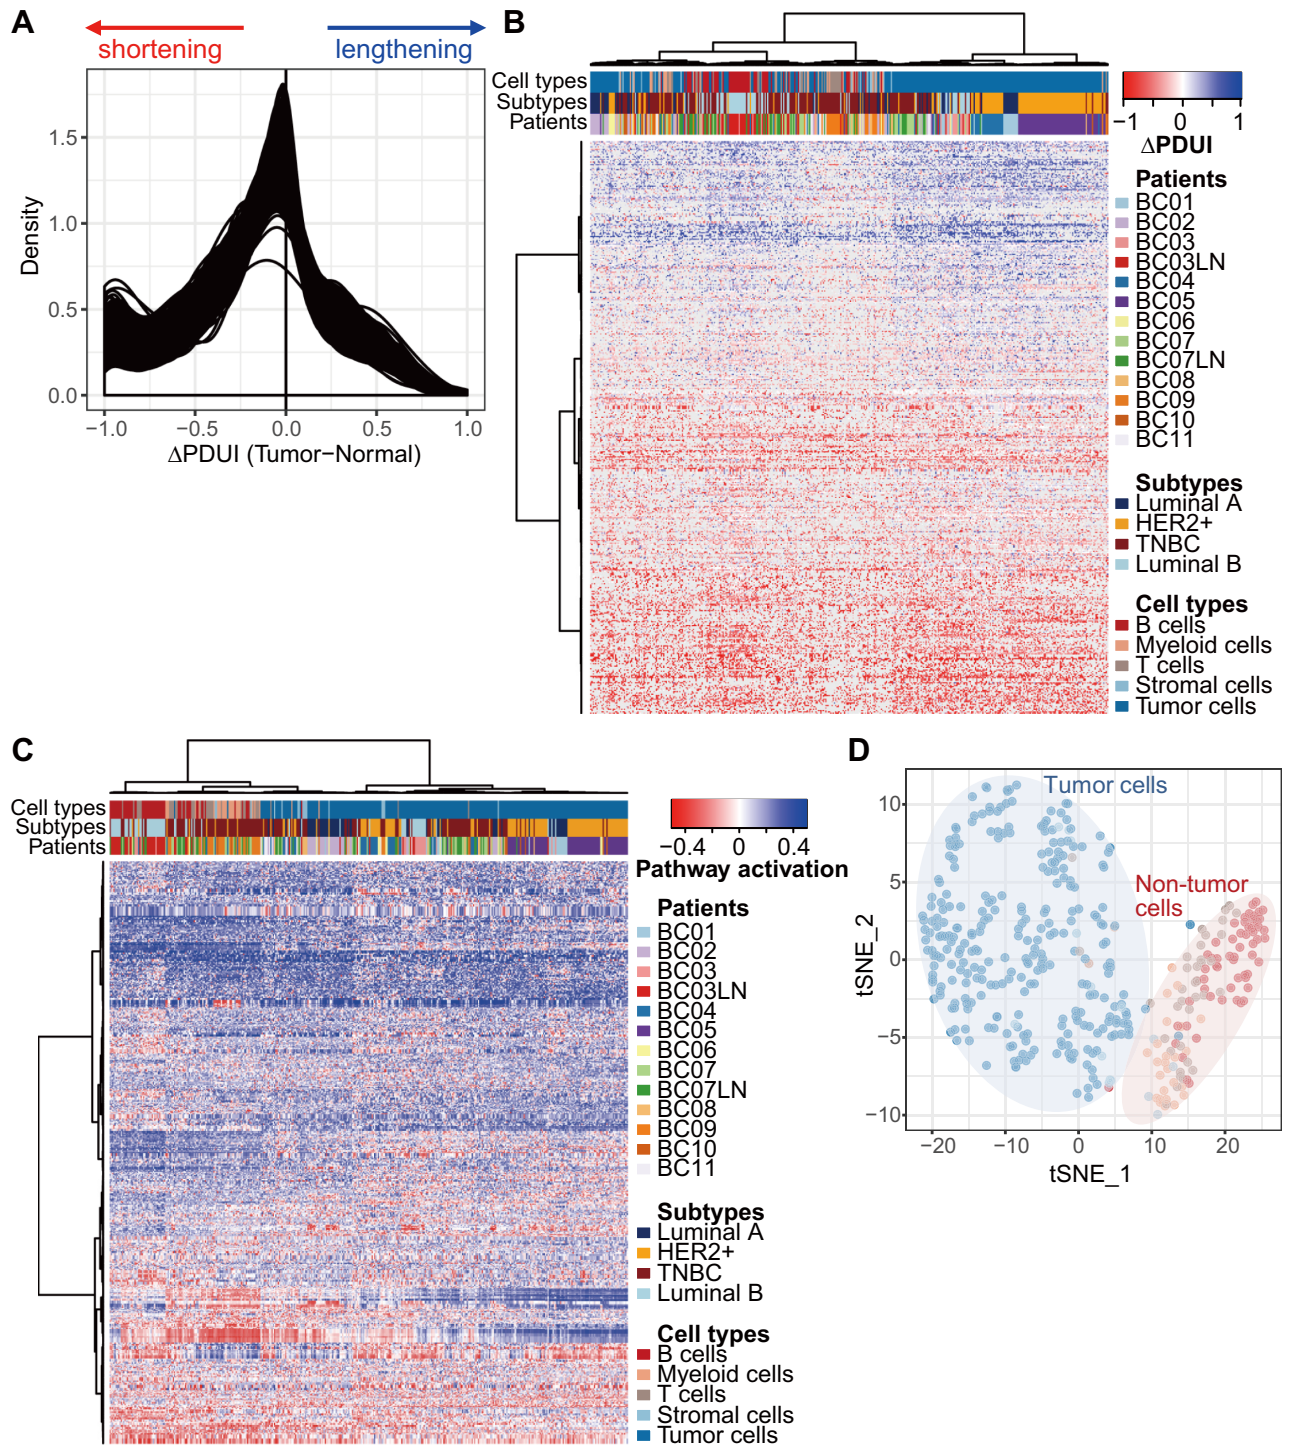 A
shortening
lengthening
Density
1.5
1.0
0.5
0.0
−1.0
−0.5
0.0
0.5
1.0
ΔPDUI (Tumor−Normal)
B
Cell types
Subtypes
Patients
−1
0
1
ΔPDUI
Patients
BC01
BC02
BC03
BC03LN
BC04
BC05
BC06
BC07
BC07LN
BC08
BC09
BC10
BC11
Subtypes
Luminal A
HER2+
TNBC
Luminal B
Cell types
B cells
Myeloid cells
T cells
Stromal cells
Tumor cells
C
Cell types
Subtypes
Patients
−0.4
0
0.4
Pathway activation
Patients
BC01
BC02
BC03
BC03LN
BC04
BC05
BC06
BC07
BC07LN
BC08
BC09
BC10
BC11
Subtypes
Luminal A
HER2+
TNBC
Luminal B
Cell types
B cells
Myeloid cells
T cells
Stromal cells
Tumor cells
D
Tumor cells
Non-tumor
cells
tSNE_2
10
5
0
−5
−10
−20
−10
0
10
20
tSNE_1